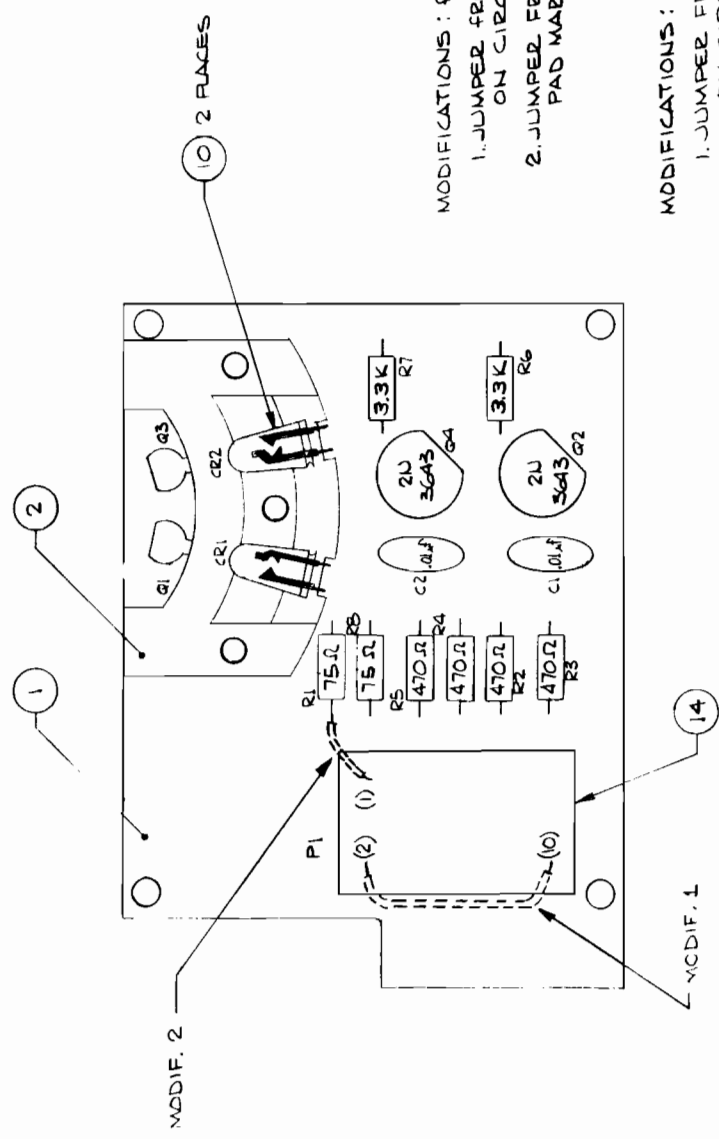 1
2
10 2 PLACES
Q1
Q3
CR1
CR2
R1
75Ω
R8
75Ω
R5
470Ω
R4
470Ω
470Ω
R2
470Ω
R3
C2
.01µF
C1
.01µF
2N
3643
Q4
2N
3643
Q2
3.3K
R7
3.3K
R6
P1
(1)
(2)
(10)
14
MODIF. 2
MODIF. 1
MODIFICATIONS :
1. JUMPER FR
ON CIRC
2. JUMPER FR
PAD MAR
MODIFICATIONS :
1. JUMPER FR